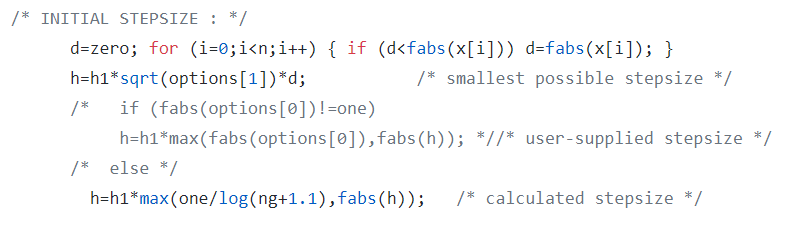 /* INITIAL STEPSIZE : */
d=zero; for (i=0;i<n;i++) { if (d<fabs(x[i])) d=fabs(x[i]); }
h=h1*sqrt(options[1])*d; /* smallest possible stepsize */
/* if (fabs(options[0])!=one)
h=h1*max(fabs(options[0]),fabs(h)); *//* user-supplied stepsize */
/* else */
h=h1*max(one/log(ng+1.1),fabs(h)); /* calculated stepsize */